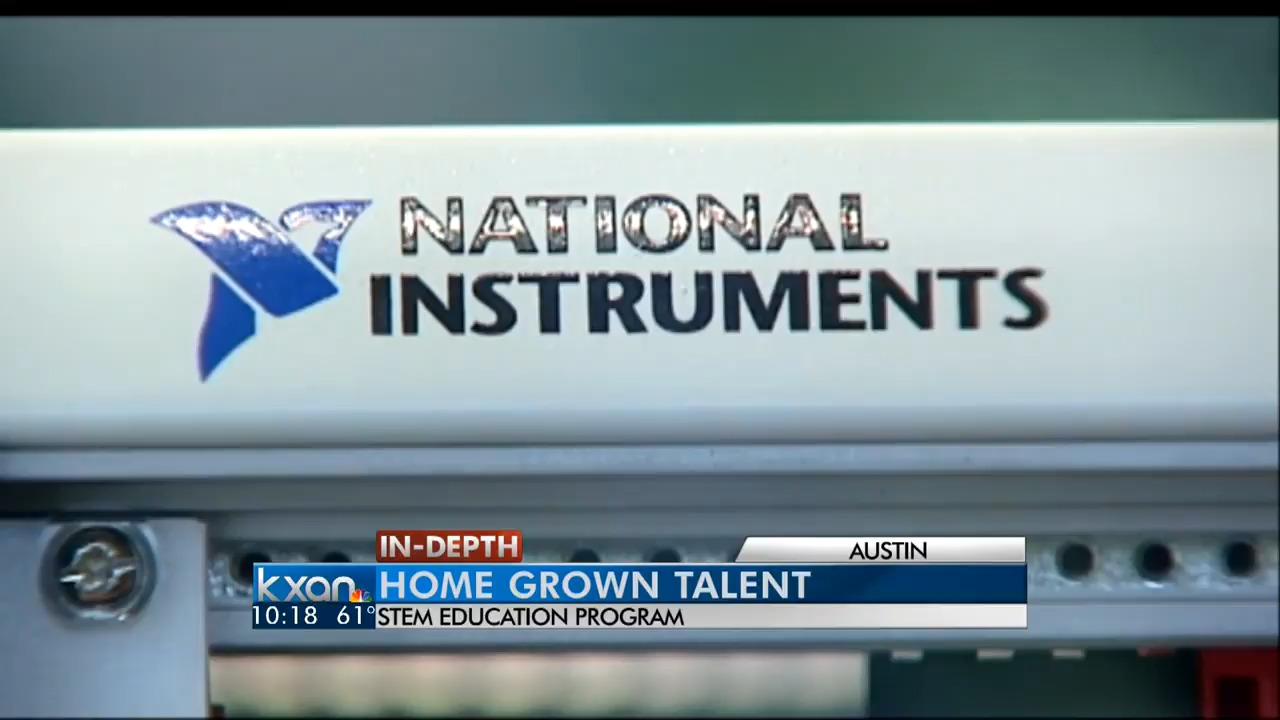 NATIONAL
INSTRUMENTS
IN-DEPTH
AUSTIN
kxan
HOME GROWN TALENT
10:18 61°
STEM EDUCATION PROGRAM